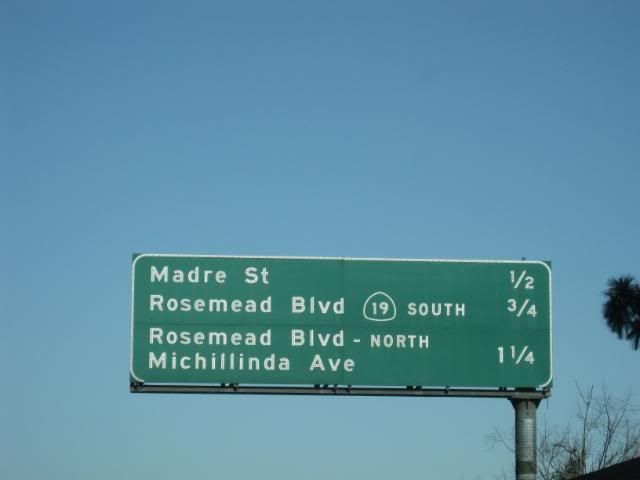 Madre St 1/2
Rosemead Blvd 19 SOUTH 3/4
Rosemead Blvd - NORTH
Michillinda Ave 1 1/4